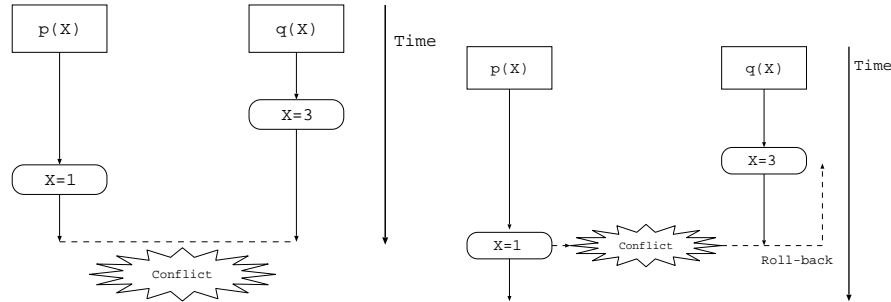 p(X)
q(X)
Time
X=3
X=1
Conflict
p(X)
q(X)
Time
X=3
X=1
Conflict
Roll-back